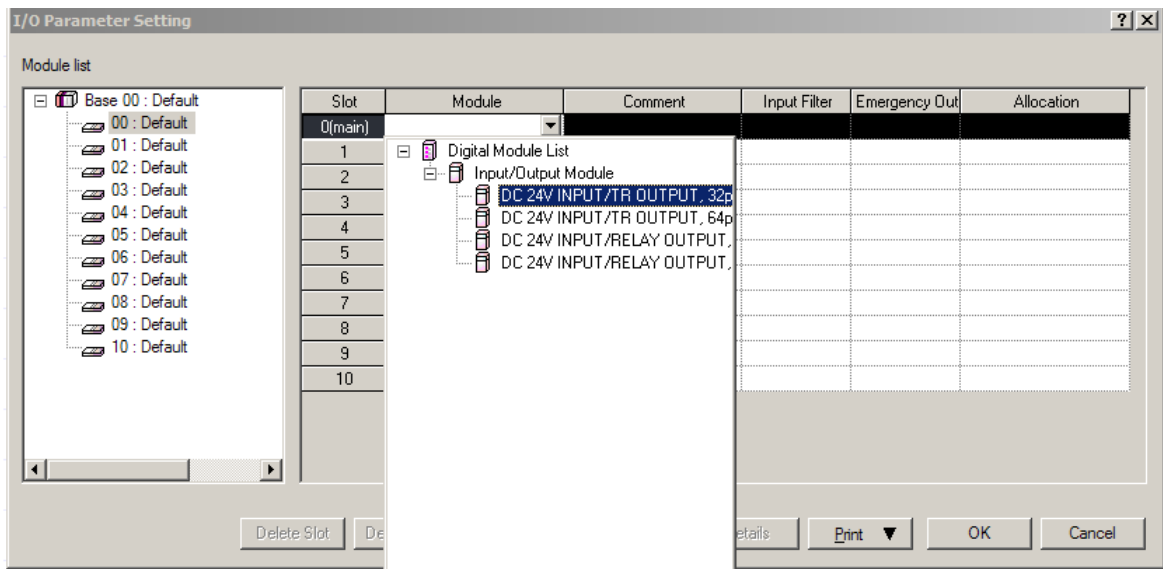 I/O Parameter Setting
Module list
Base 00 : Default
00 : Default
01 : Default
02 : Default
03 : Default
04 : Default
05 : Default
06 : Default
07 : Default
08 : Default
09 : Default
10 : Default
Slot Module Comment Input Filter Emergency Out Allocation
0(main)
1
2
3
4
5
6
7
8
9
10
Digital Module List
Input/Output Module
DC 24V INPUT/TR OUTPUT, 32p
DC 24V INPUT/TR OUTPUT, 64p
DC 24V INPUT/RELAY OUTPUT,
DC 24V INPUT/RELAY OUTPUT,
Delete Slot De etails Print ▼ OK Cancel